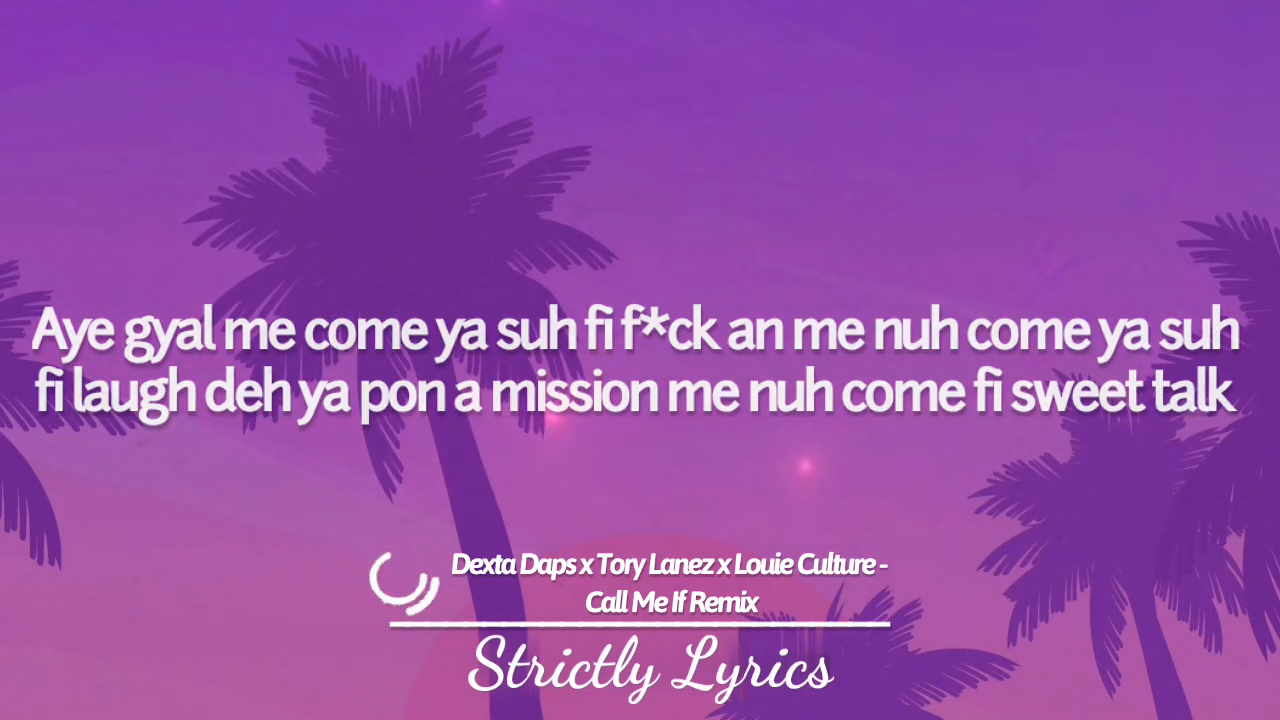 Aye gyal me come ya suh fi f*ck an me nuh come ya suh
fi laugh deh ya pon a mission me nuh come fi sweet talk
Dexta Daps x Tory Lanez x Louie Culture -
Call Me If Remix
Strictly Lyrics